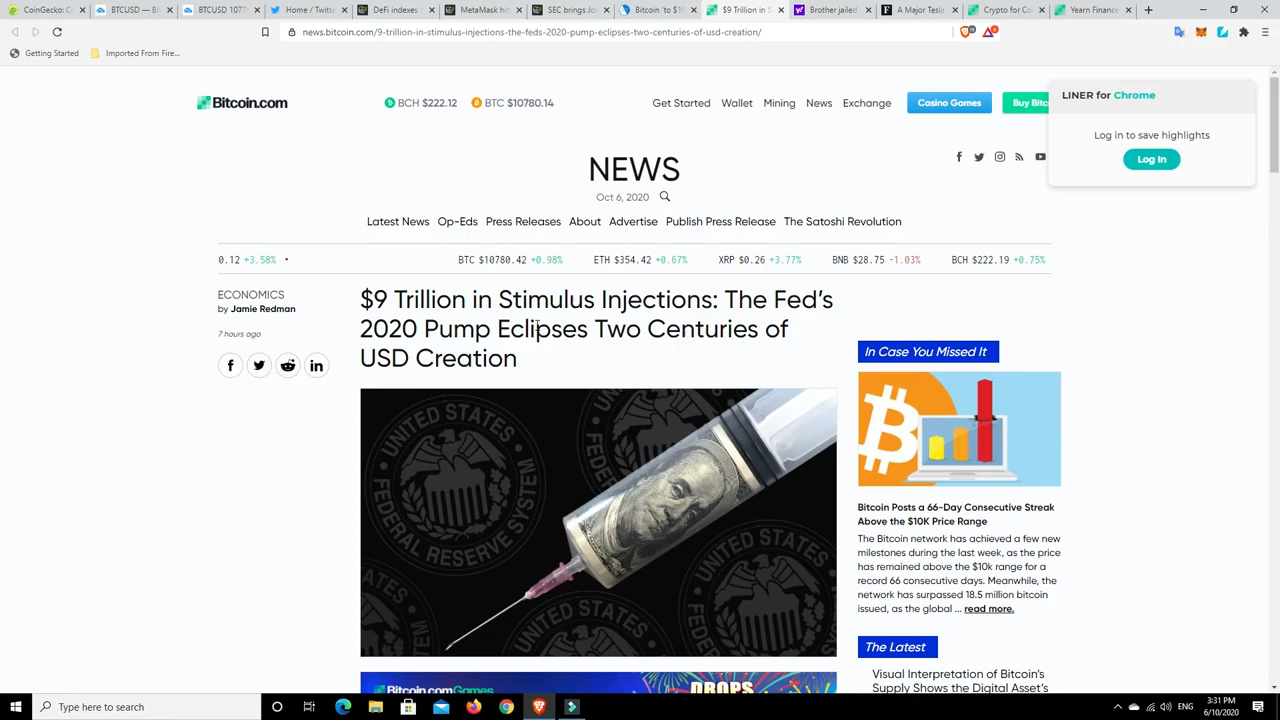 CoinGecko: Ca
BTCUSD — Bi
BTCUSD 1077
Home / Twitte
DeFi indexes
MetaMask hit
SEC brings Jo
Bitcoin 'to $10
$9 Trillion in S
Brother jailed
A Major Tesla
Crypto for Co
Yearn Finance
news.bitcoin.com/9-trillion-in-stimulus-injections-the-feds-2020-pump-eclipses-two-centuries-of-usd-creation/
Getting Started
Imported From Fire...
Bitcoin.com
BCH $222.12
BTC $10780.14
Get Started
Wallet
Mining
News
Exchange
Casino Games
Buy Bitc
LINER for Chrome
Log in to save highlights
Log In
NEWS
Oct 6, 2020
Latest News
Op-Eds
Press Releases
About
Advertise
Publish Press Release
The Satoshi Revolution
0.12 +3.58% •
BTC $10780.42 +0.98%
ETH $354.42 +0.67%
XRP $0.26 +3.77%
BNB $28.75 -1.03%
BCH $222.19 +0.75%
ECONOMICS
by Jamie Redman
7 hours ago
$9 Trillion in Stimulus Injections: The Fed's
2020 Pump Eclipses Two Centuries of
USD Creation
UNITED STATES
FEDERAL RESERVE SYSTEM
In Case You Missed It
Bitcoin Posts a 66-Day Consecutive Streak
Above the $10K Price Range
The Bitcoin network has achieved a few new
milestones during the last week, as the price
has remained above the $10k range for a
record 66 consecutive days. Meanwhile, the
network has surpassed 18.5 million bitcoin
issued, as the global ... read more.
The Latest
Visual Interpretation of Bitcoin's
Supply Shows the Digital Asset's
Bitcoin.com Games
DROPS
Type here to search
ENG
3:31 PM
6/10/2020